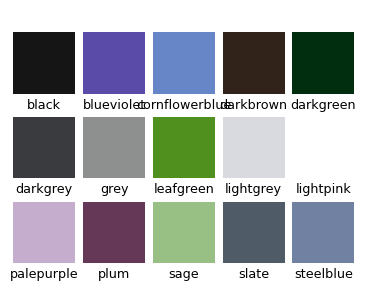 black blueviolet cornflowerblue darkbrown darkgreen
darkgrey grey leafgreen lightgrey lightpink
palepurple plum sage slate steelblue